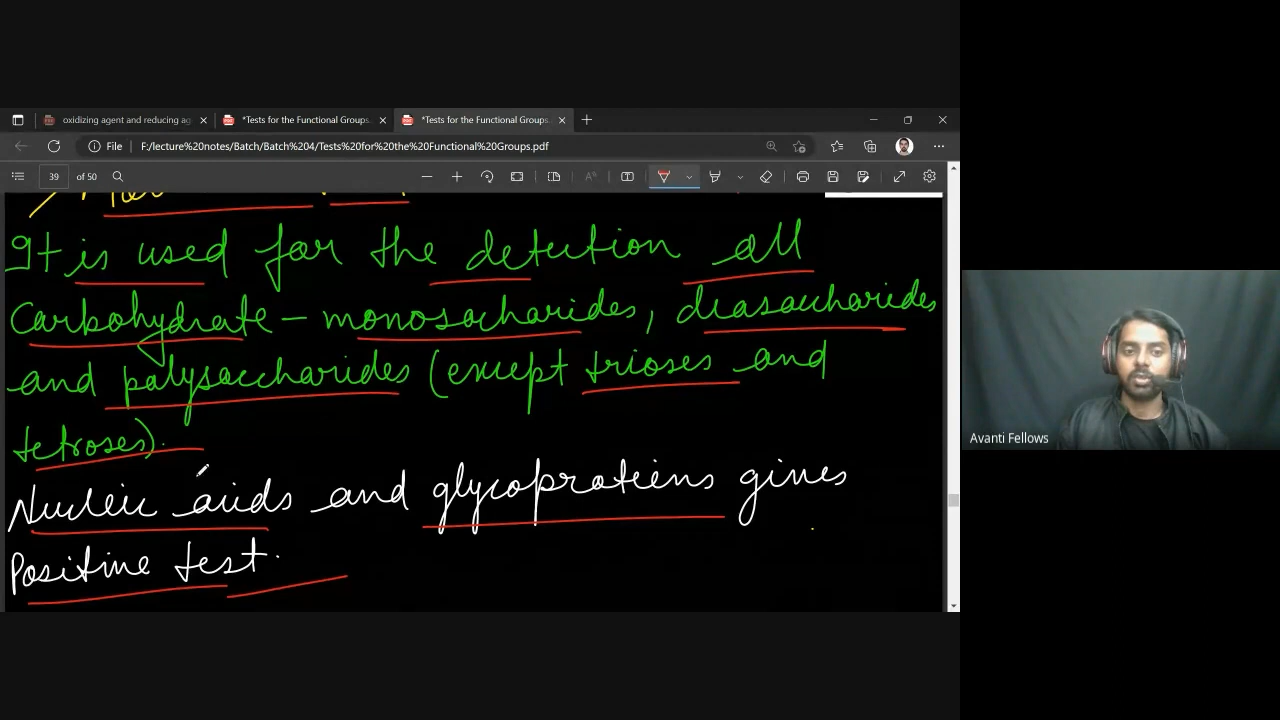 oxidizing agent and reducing ag
*Tests for the Functional Groups.
*Tests for the Functional Groups.
File
F:/lecture%20notes/Batch/Batch%204/Tests%20for%20the%20Functional%20Groups.pdf
39 of 50
It is used for the detection all
Carbohydrate - monosacharides, diasaccharides
and polysaccharides (except trioses and
tetroses).
Nucleic acids and glycoproteins gives
Positive test.
Avanti Fellows